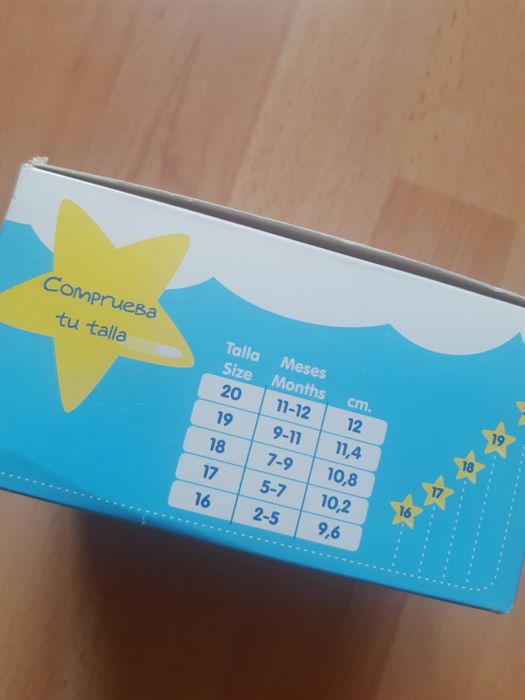 Comprueba
tu talla
Talla Meses
Size Months cm.
20 11-12 12
19 9-11 11,4
18 7-9 10,8
17 5-7 10,2
16 2-5 9,6
16 17 18 19